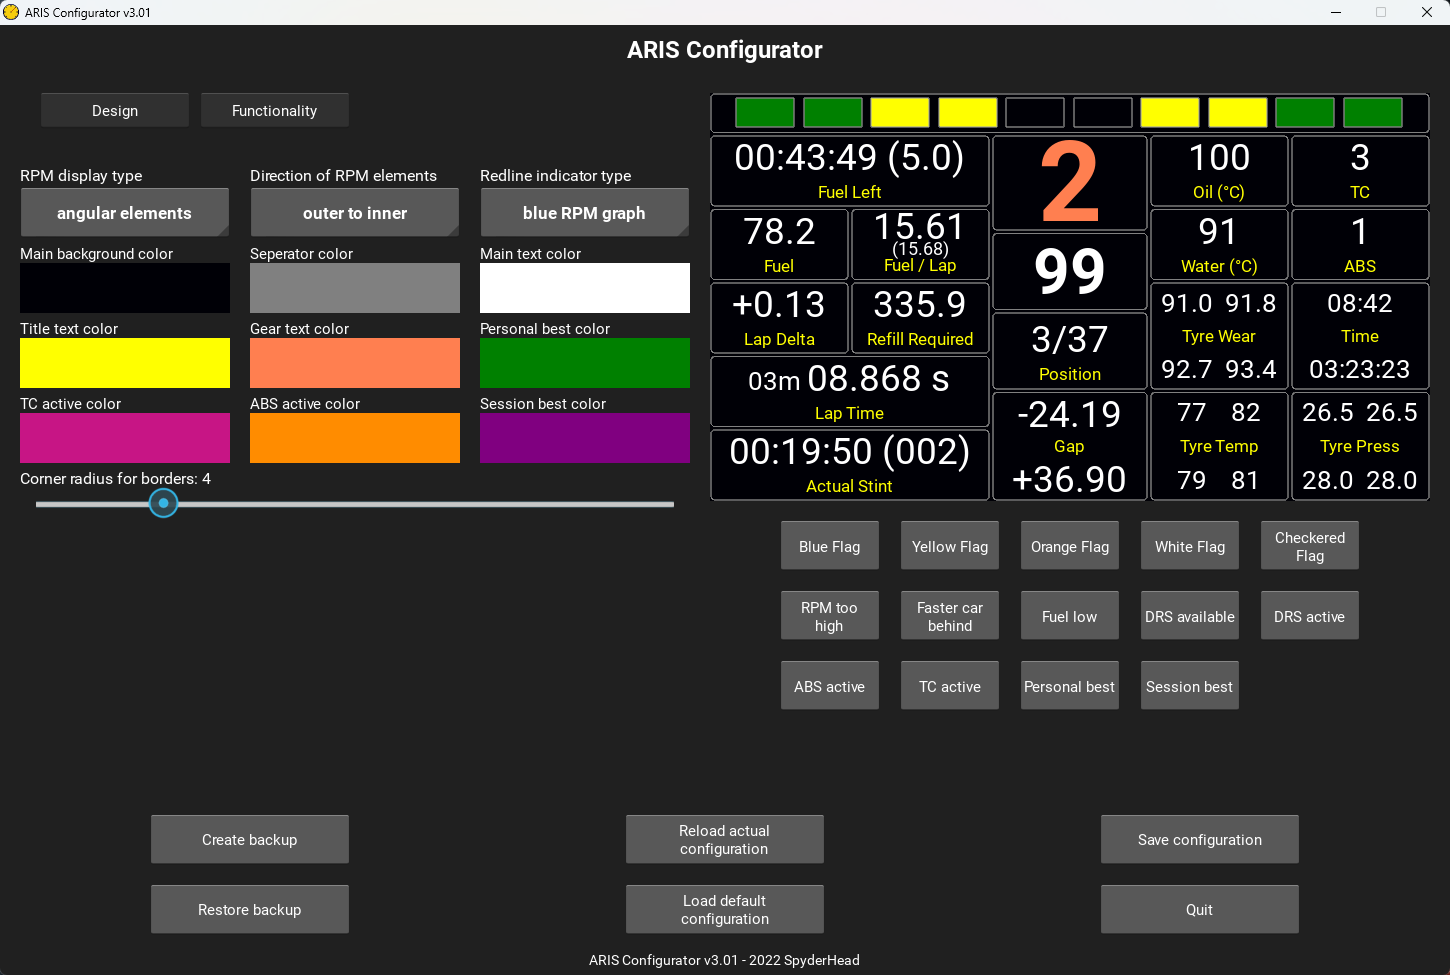 ARIS Configurator v3.01
ARIS Configurator
Design
Functionality
RPM display type
Direction of RPM elements
Redline indicator type
angular elements
outer to inner
blue RPM graph
Main background color
Seperator color
Main text color
Title text color
Gear text color
Personal best color
TC active color
ABS active color
Session best color
Corner radius for borders: 4
00:43:49 (5.0)
Fuel Left
78.2
Fuel
15.61
(15.68)
Fuel / Lap
+0.13
Lap Delta
335.9
Refill Required
03m 08.868 s
Lap Time
00:19:50 (002)
Actual Stint
2
99
3/37
Position
-24.19
Gap
+36.90
100
Oil (°C)
3
TC
91
Water (°C)
1
ABS
91.0 91.8
Tyre Wear
92.7 93.4
08:42
Time
03:23:23
77 82
Tyre Temp
79 81
26.5 26.5
Tyre Press
28.0 28.0
Blue Flag
Yellow Flag
Orange Flag
White Flag
Checkered
Flag
RPM too
high
Faster car
behind
Fuel low
DRS available
DRS active
ABS active
TC active
Personal best
Session best
Create backup
Reload actual
configuration
Save configuration
Restore backup
Load default
configuration
Quit
ARIS Configurator v3.01 - 2022 SpyderHead